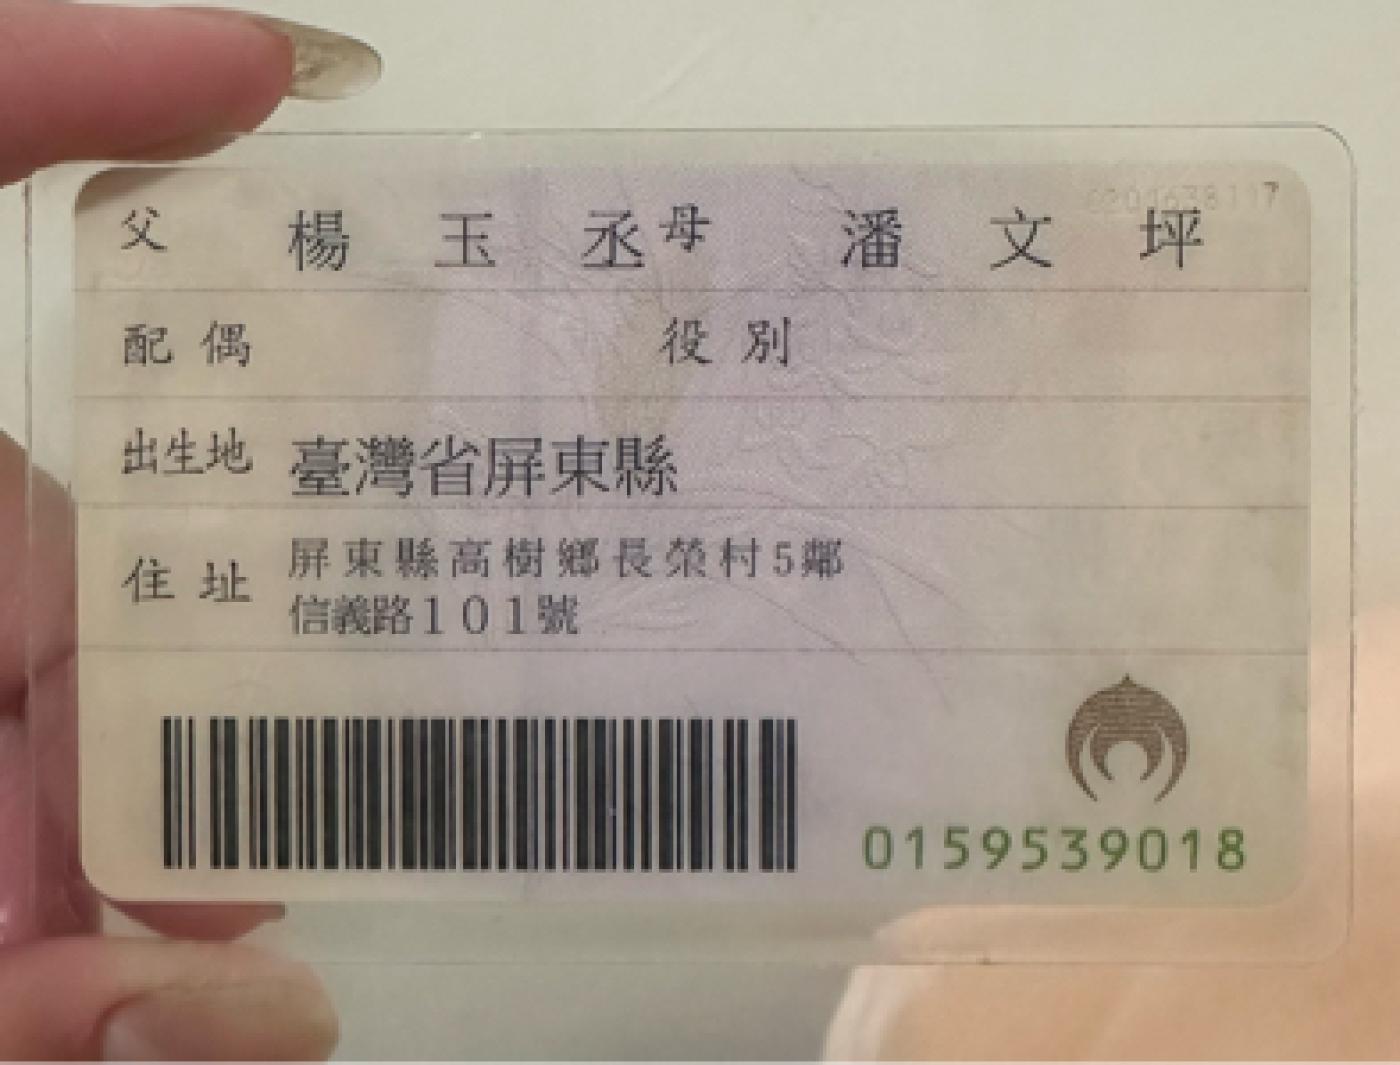 父 楊玉丞 母 潘文坪
配偶 役別
出生地 臺灣省屏東縣
住址 屏東縣高樹鄉長榮村5鄰
信義路101號
0159539018